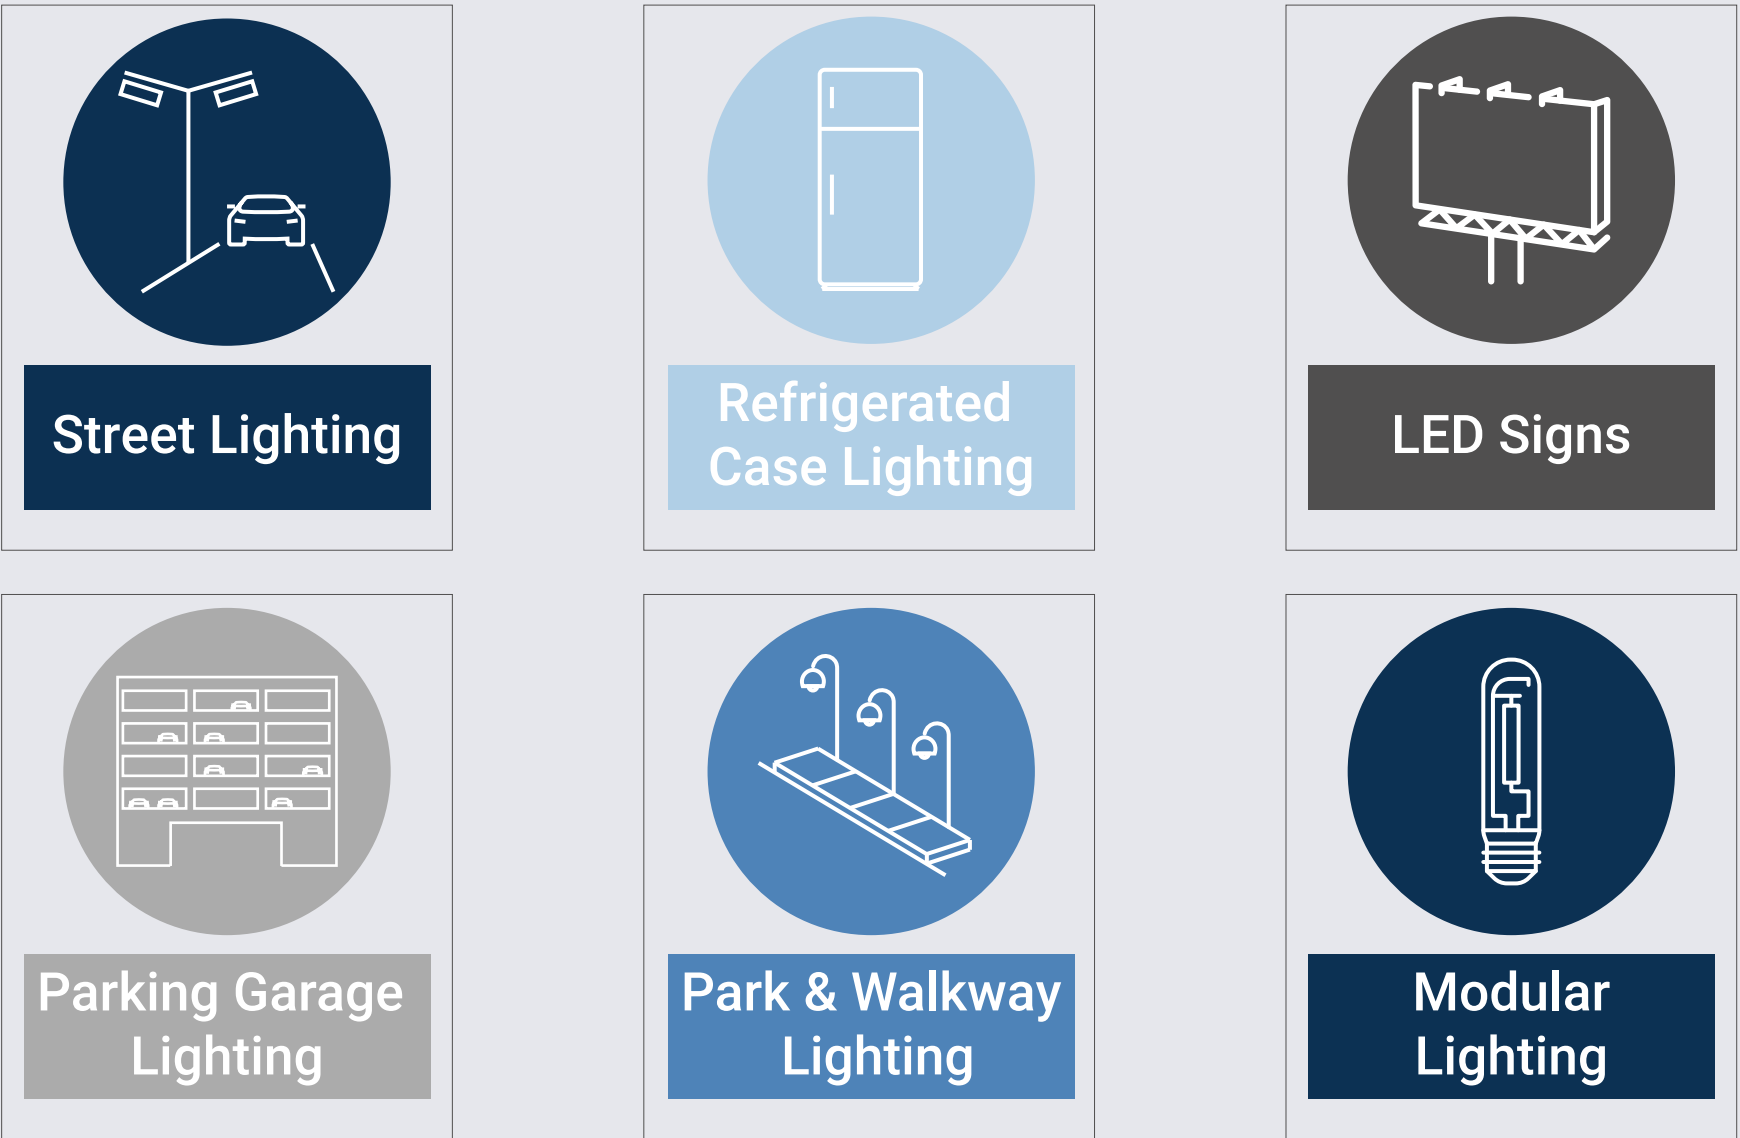 Street Lighting
Refrigerated
Case Lighting
LED Signs
Parking Garage
Lighting
Park & Walkway
Lighting
Modular
Lighting